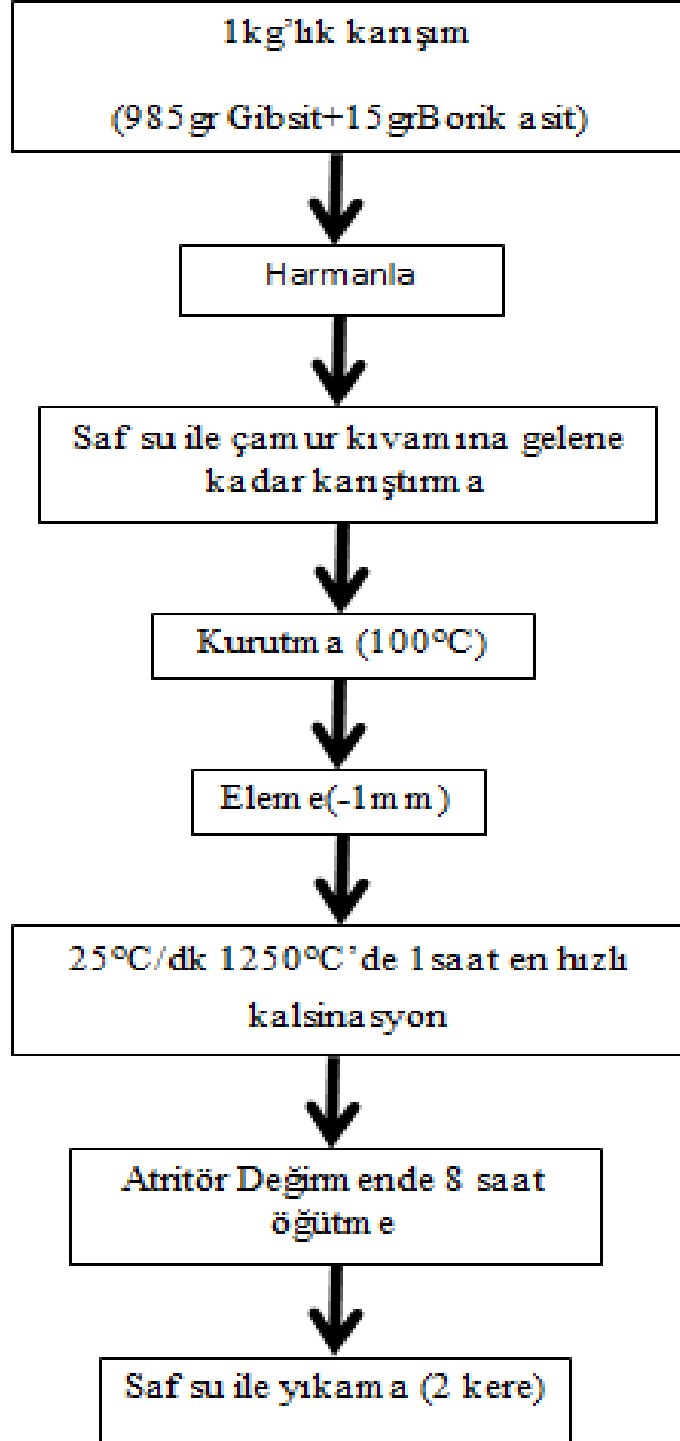 1kg’lık karışım
(985gr Gibsit+15grBorik asit)
Harmanla
Saf su ile çamur kıvamına gelene
kadar karıştırma
Kurutma (100°C)
Eleme(-1mm)
25°C/dk 1250°C’de 1saat en hızlı
kalsinasyon
Atritör Değirmende 8 saat
öğütme
Saf su ile yıkama (2 kere)